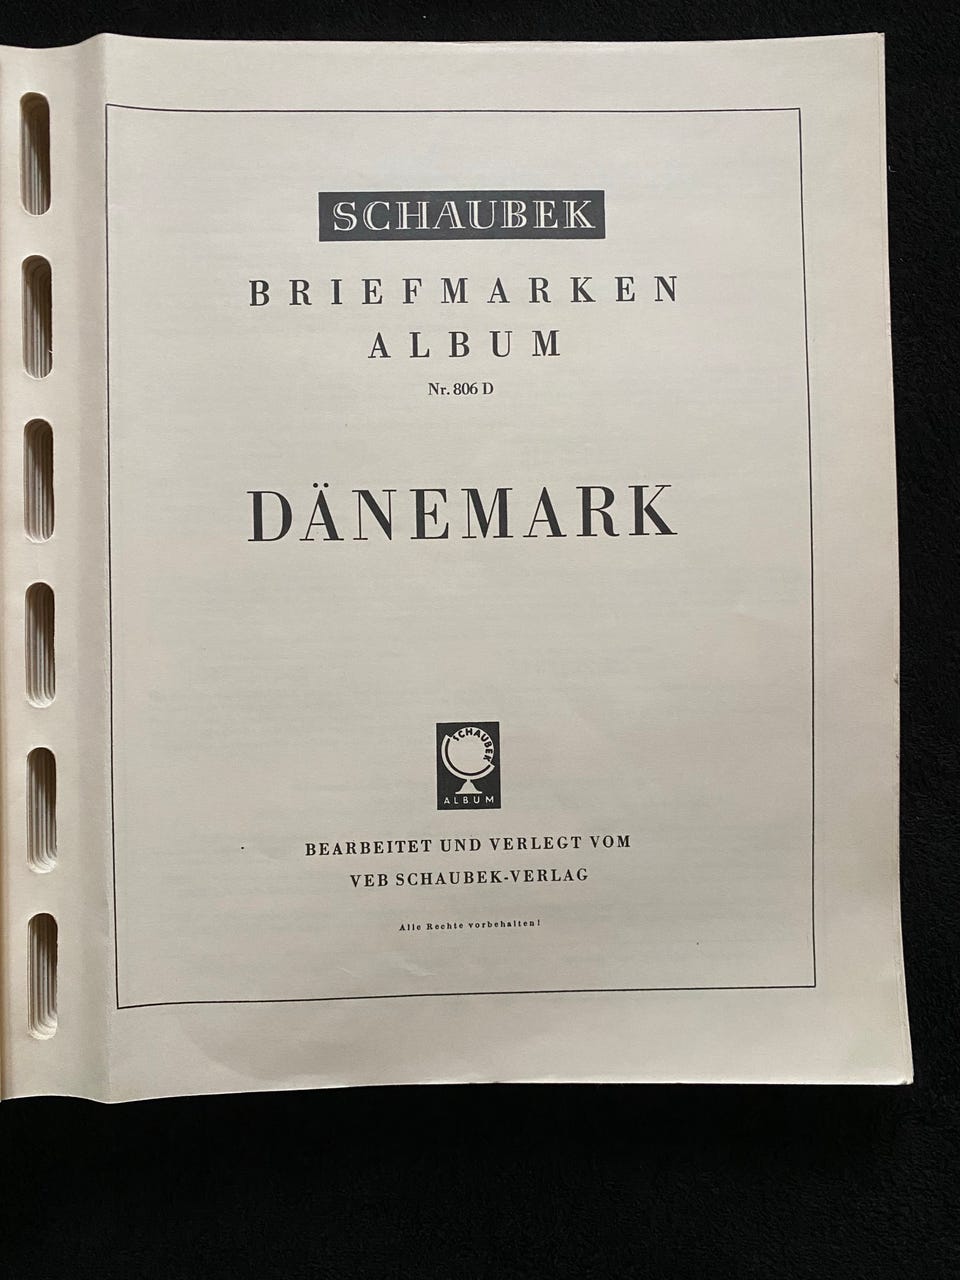 SCHAUBEK
BRIEFMARKEN
ALBUM
Nr. 806 D
DÄNEMARK
SCHAUBEK
ALBUM
BEARBEITET UND VERLEGT VOM
VEB SCHAUBEK-VERLAG
Alle Rechte vorbehalten!